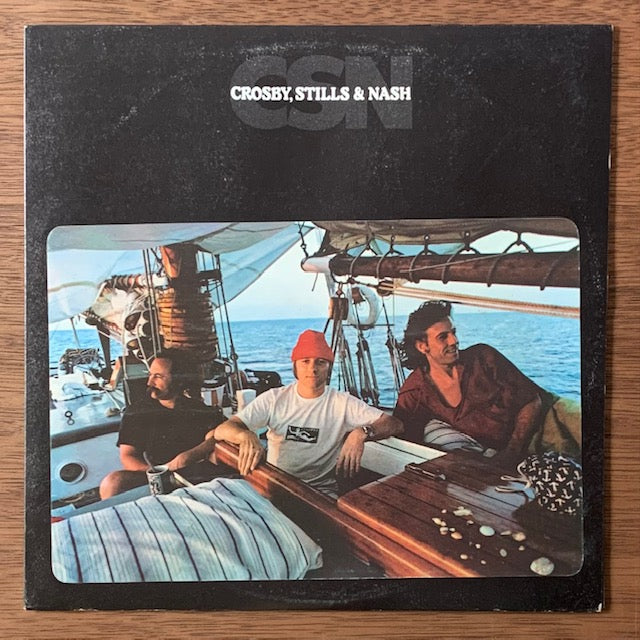 CSN
CROSBY, STILLS & NASH